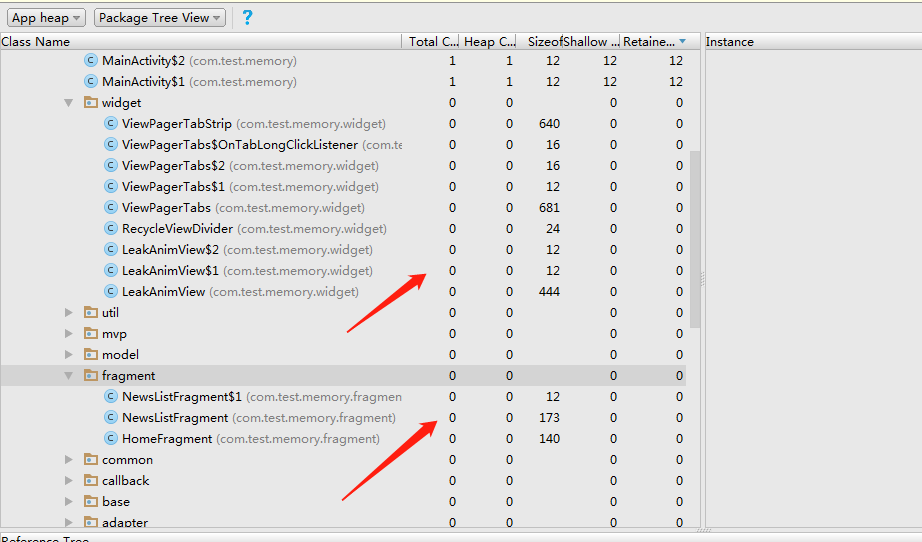 App heap Package Tree View ?
Class Name Total C... Heap C... Sizeof Shallow ... Retaine... Instance
C MainActivity$2 (com.test.memory) 1 1 12 12 12
C MainActivity$1 (com.test.memory) 1 1 12 12 12
widget 0 0 0 0
C ViewPagerTabStrip (com.test.memory.widget) 0 0 640 0 0
C ViewPagerTabs$OnTabLongClickListener (com.te 0 0 16 0 0
C ViewPagerTabs$2 (com.test.memory.widget) 0 0 16 0 0
C ViewPagerTabs$1 (com.test.memory.widget) 0 0 12 0 0
C ViewPagerTabs (com.test.memory.widget) 0 0 681 0 0
C RecycleViewDivider (com.test.memory.widget) 0 0 24 0 0
C LeakAnimView$2 (com.test.memory.widget) 0 0 12 0 0
C LeakAnimView$1 (com.test.memory.widget) 0 0 12 0 0
C LeakAnimView (com.test.memory.widget) 0 0 444 0 0
util 0 0 0 0
mvp 0 0 0 0
model 0 0 0 0
fragment 0 0 0 0
C NewsListFragment$1 (com.test.memory.fragmen 0 0 12 0 0
C NewsListFragment (com.test.memory.fragment) 0 0 173 0 0
C HomeFragment (com.test.memory.fragment) 0 0 140 0 0
common 0 0 0 0
callback 0 0 0 0
base 0 0 0 0
adapter 0 0 0 0
Reference Tree